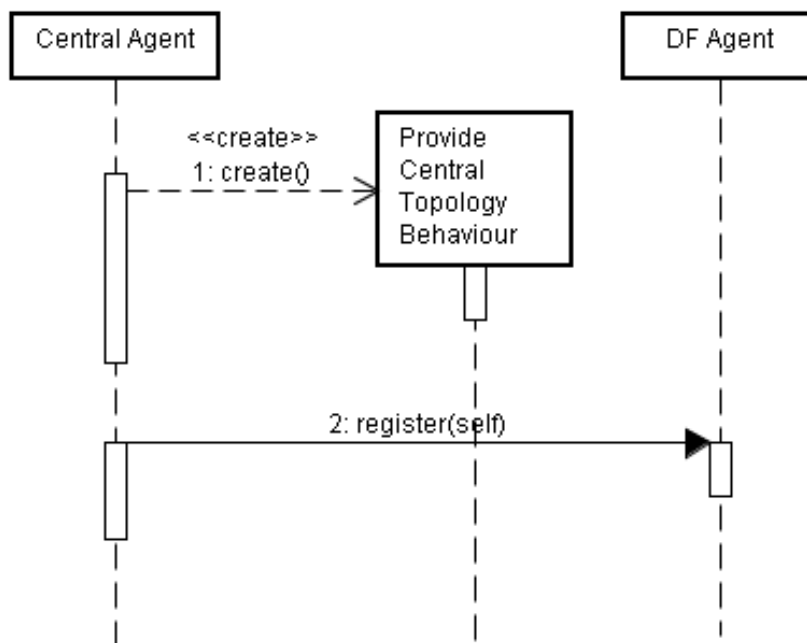 Central Agent
DF Agent
<<create>>
1: create()
Provide
Central
Topology
Behaviour
2: register(self)